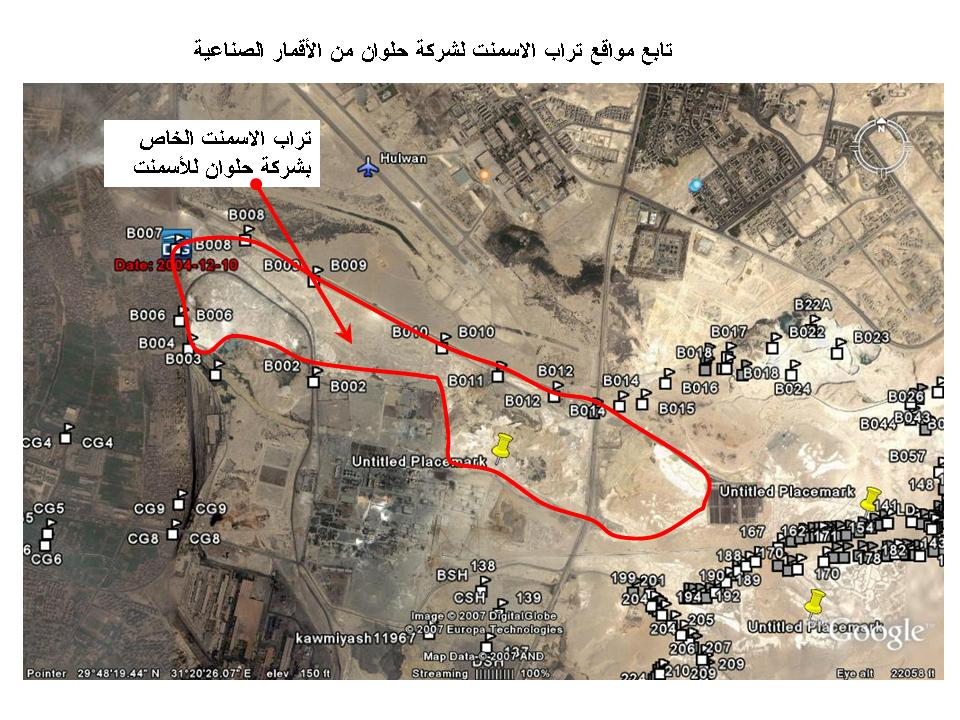 تابع مواقع تراب الاسمنت لشركة حلوان من الأقمار الصناعية
تراب الاسمنت الخاص
بشركة حلوان للأسمنت
Hulwan
B008
B007
B008
Date: 2004-12-10
B009
B009
B22A
B006
B006
B010
B010
B017
B022
B023
B004
B003
B018
B002
B002
B011
B012
B012
B014
B014
B015
B016
B018
B024
B026
B043
B044
CG4
CG4
Untitled Placemark
B057
148
Untitled Placemark
CG5
CG5
CG9
CG9
CG8
CG8
CG6
167
162
171
154
141
182
143
188
170
170
178
138
BSH
190
189
199
201
204
194
192
CSH
139
205
204
Image © 2007 DigitalGlobe
© 2007 Europa Technologies
kawmiyash11967
137
DSH
Untitled Placemark
Google
206
207
209
209
224
Map Data © 2007 AND
Pointer 29°48'19.44" N 31°20'26.07" E elev 150 ft
Streaming 100%
Eye alt 22058 ft